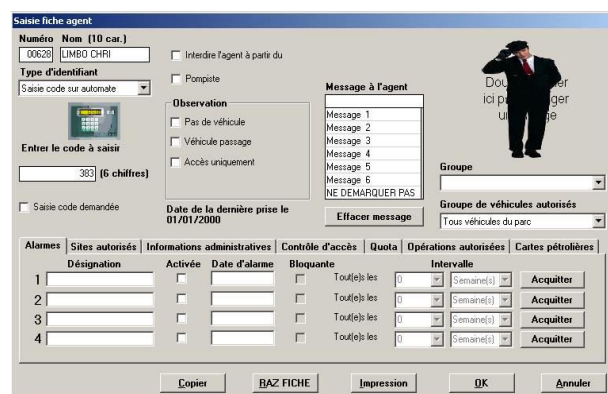 Saisie fiche agent
Numéro Nom (10 car.)
00628 LIMBO CHRI
Type d'identifiant
Saisie code sur automate
Entrer le code à saisir
383 (6 chiffres)
Saisie code demandée
Interdire l'agent à partir du
Pompiste
Observation
Pas de véhicule
Véhicule passage
Accès uniquement
Date de la dernière prise le
01/01/2000
Message à l'agent
Message 1
Message 2
Message 3
Message 4
Message 5
Message 6
NE DEMARQUER PAS
Effacer message
ici
Groupe
Groupe de véhicules autorisés
Tous véhicules du parc
Alarmes Sites autorisés Informations administratives Contrôle d'accès Quota Opérations autorisées Cartes pétrolières
Désignation Activée Date d'alarme Bloquante Intervalle
1 Tout(e)s les 0 Semaine(s) Acquitter
2 Tout(e)s les 0 Semaine(s) Acquitter
3 Tout(e)s les 0 Semaine(s) Acquitter
4 Tout(e)s les 0 Semaine(s) Acquitter
Copier RAZ FICHE Impression OK Annuler